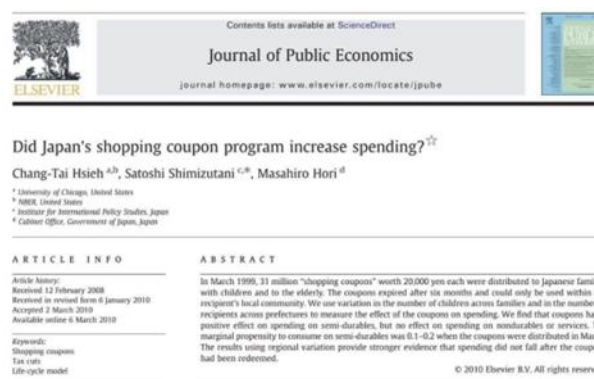 Contents lists available at ScienceDirect
Journal of Public Economics
journal homepage: www.elsevier.com/locate/jpube
ELSEVIER
Did Japan's shopping coupon program increase spending?☆
Chang-Tai Hsieh a,b, Satoshi Shimizutani c,*, Masahiro Hori d
a University of Chicago, United States
b NBER, United States
c Institute for International Policy Studies, Japan
d Cabinet Office, Government of Japan, Japan
ARTICLE INFO
Article history:
Received 12 February 2008
Received in revised form 6 January 2010
Accepted 2 March 2010
Available online 6 March 2010
Keywords:
Shopping coupons
Tax cuts
Life-cycle model
ABSTRACT
In March 1999, 31 million "shopping coupons" worth 20,000 yen each were distributed to Japanese famil
with children and to the elderly. The coupons expired after six months and could only be used within
recipient's local community. We use variation in the number of children across families and in the numbe
recipients across prefectures to measure the effect of the coupons on spending. We find that coupons ha
positive effect on spending on semi-durables, but no effect on spending on nondurables or services.
marginal propensity to consume on semi-durables was 0.1–0.2 when the coupons were distributed in Mar
The results using regional variation provide stronger evidence that spending did not fall after the coupo
had been redeemed.
© 2010 Elsevier B.V. All rights reserv